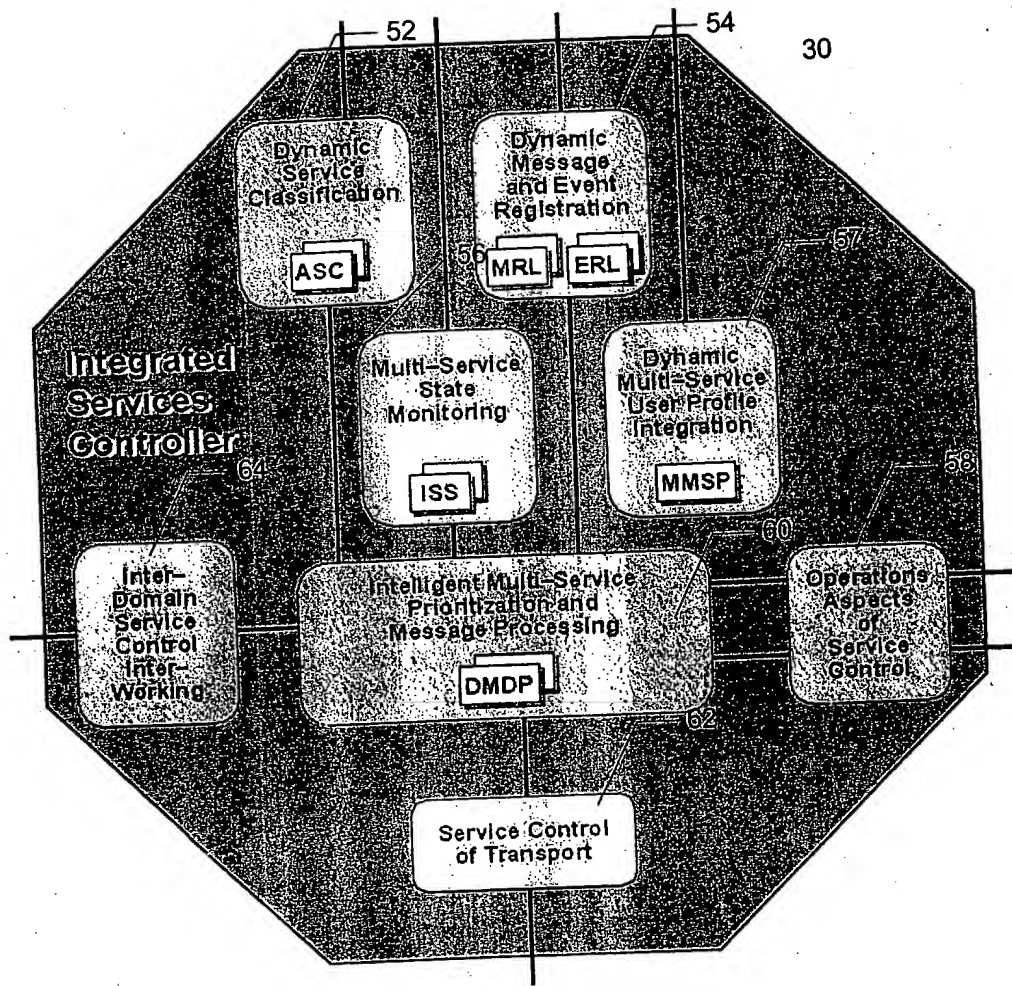 52
54
30
Dynamic
Service
Classification
ASC
Dynamic
Message
and Event
Registration
MRL
ERL
56
57
Integrated
Services
Controller
Multi-Service
State
Monitoring
ISS
Dynamic
Multi-Service
User Profile
Integration
MMSP
64
58
60
Inter-
Domain
Service
Control
Inter-
Working
Intelligent Multi-Service
Prioritization and
Message Processing
DMDP
Operations
Aspects
of
Service
Control
62
Service Control
of Transport